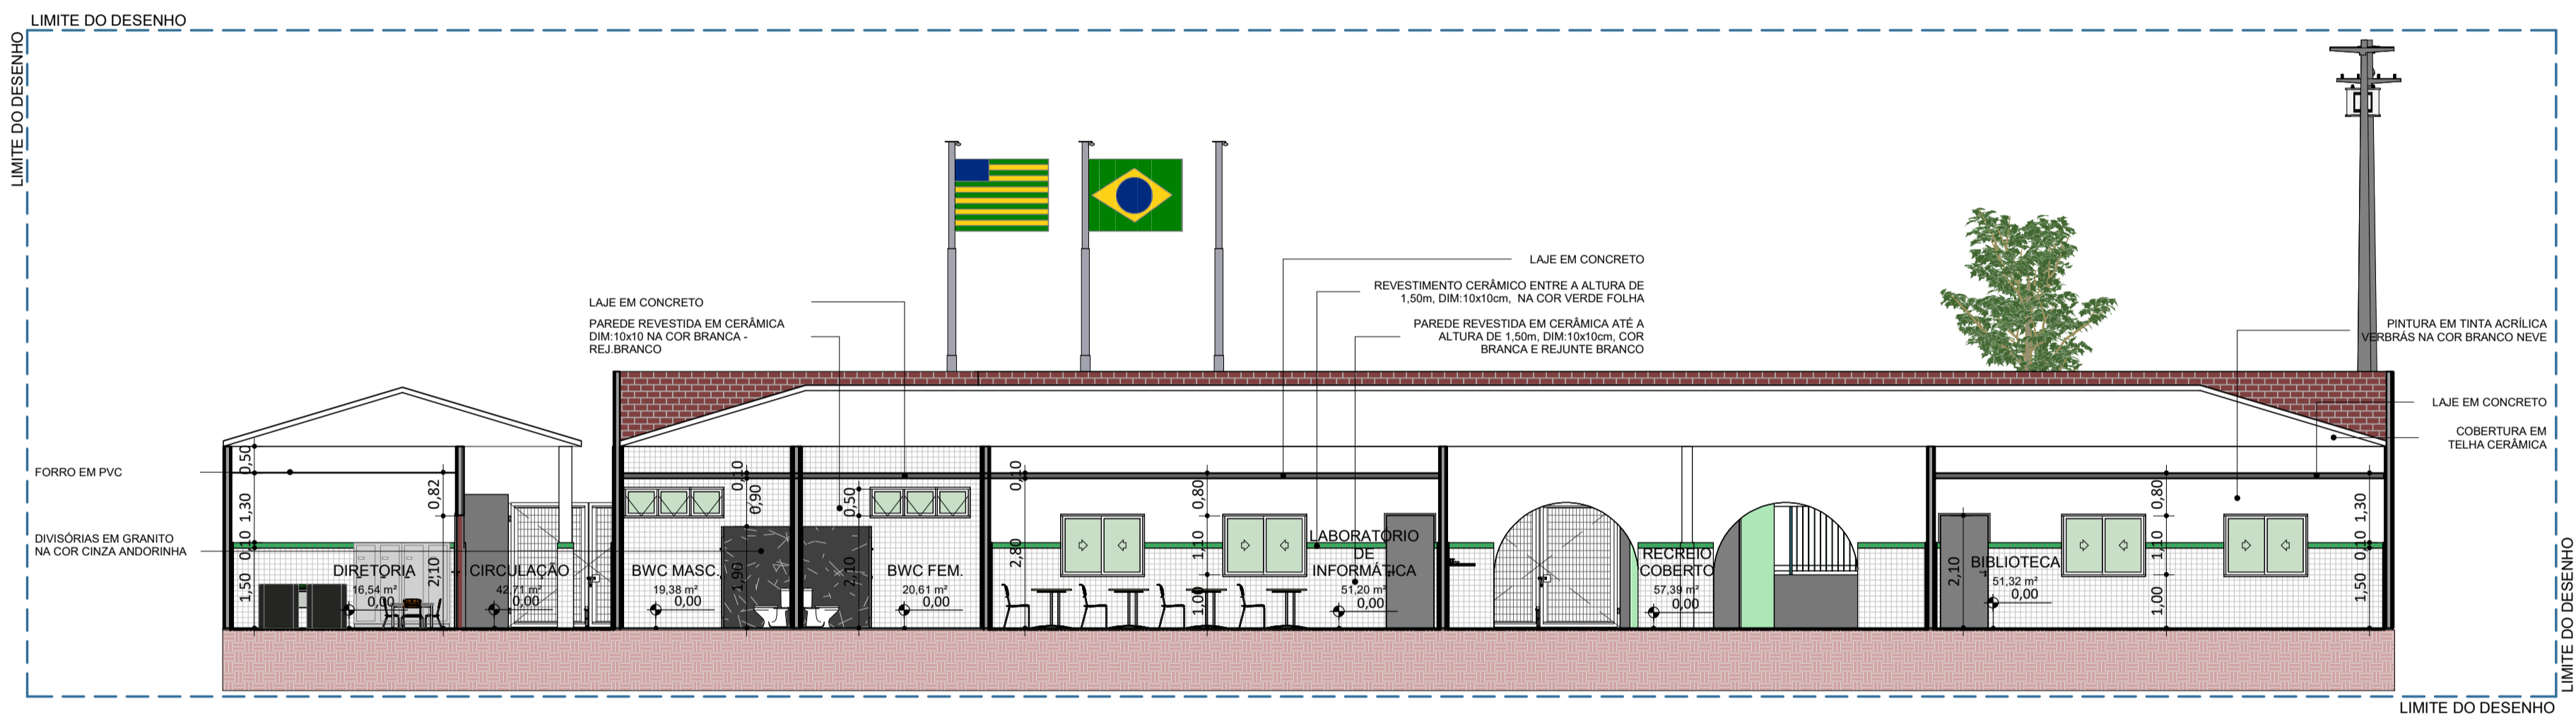 LIMITE DO DESENHO
LIMITE DO DESENHO
LAJE EM CONCRETO
REVESTIMENTO CERÂMICO ENTRE A ALTURA DE
1,50m, DIM:10x10cm, NA COR VERDE FOLHA
PAREDE REVESTIDA EM CERÂMICA ATÉ A
ALTURA DE 1,50m, DIM:10x10cm, COR
BRANCA E REJUNTE BRANCO
LAJE EM CONCRETO
PAREDE REVESTIDA EM CERÂMICA
DIM:10x10 NA COR BRANCA -
REJ.BRANCO
PINTURA EM TINTA ACRÍLICA
VERBRÁS NA COR BRANCO NEVE
LAJE EM CONCRETO
COBERTURA EM
TELHA CERÂMICA
FORRO EM PVC
DIVISÓRIAS EM GRANITO
NA COR CINZA ANDORINHA
0,50
1,30
0,10
1,50
0,82
2,10
DIRETORIA
16,54 m²
0,00
CIRCULAÇÃO
42,71 m²
0,00
BWC MASC.
19,38 m²
0,00
0,10
0,90
1,90
0,50
2,10
BWC FEM.
20,61 m²
0,00
0,10
2,80
0,80
1,10
1,00
LABORATÓRIO
DE
INFORMÁTICA
51,20 m²
0,00
RECREIO
COBERTO
57,39 m²
0,00
2,10
BIBLIOTECA
51,32 m²
0,00
0,80
1,10
1,00
1,30
0,10
1,50
LIMITE DO DESENHO
LIMITE DO DESENHO